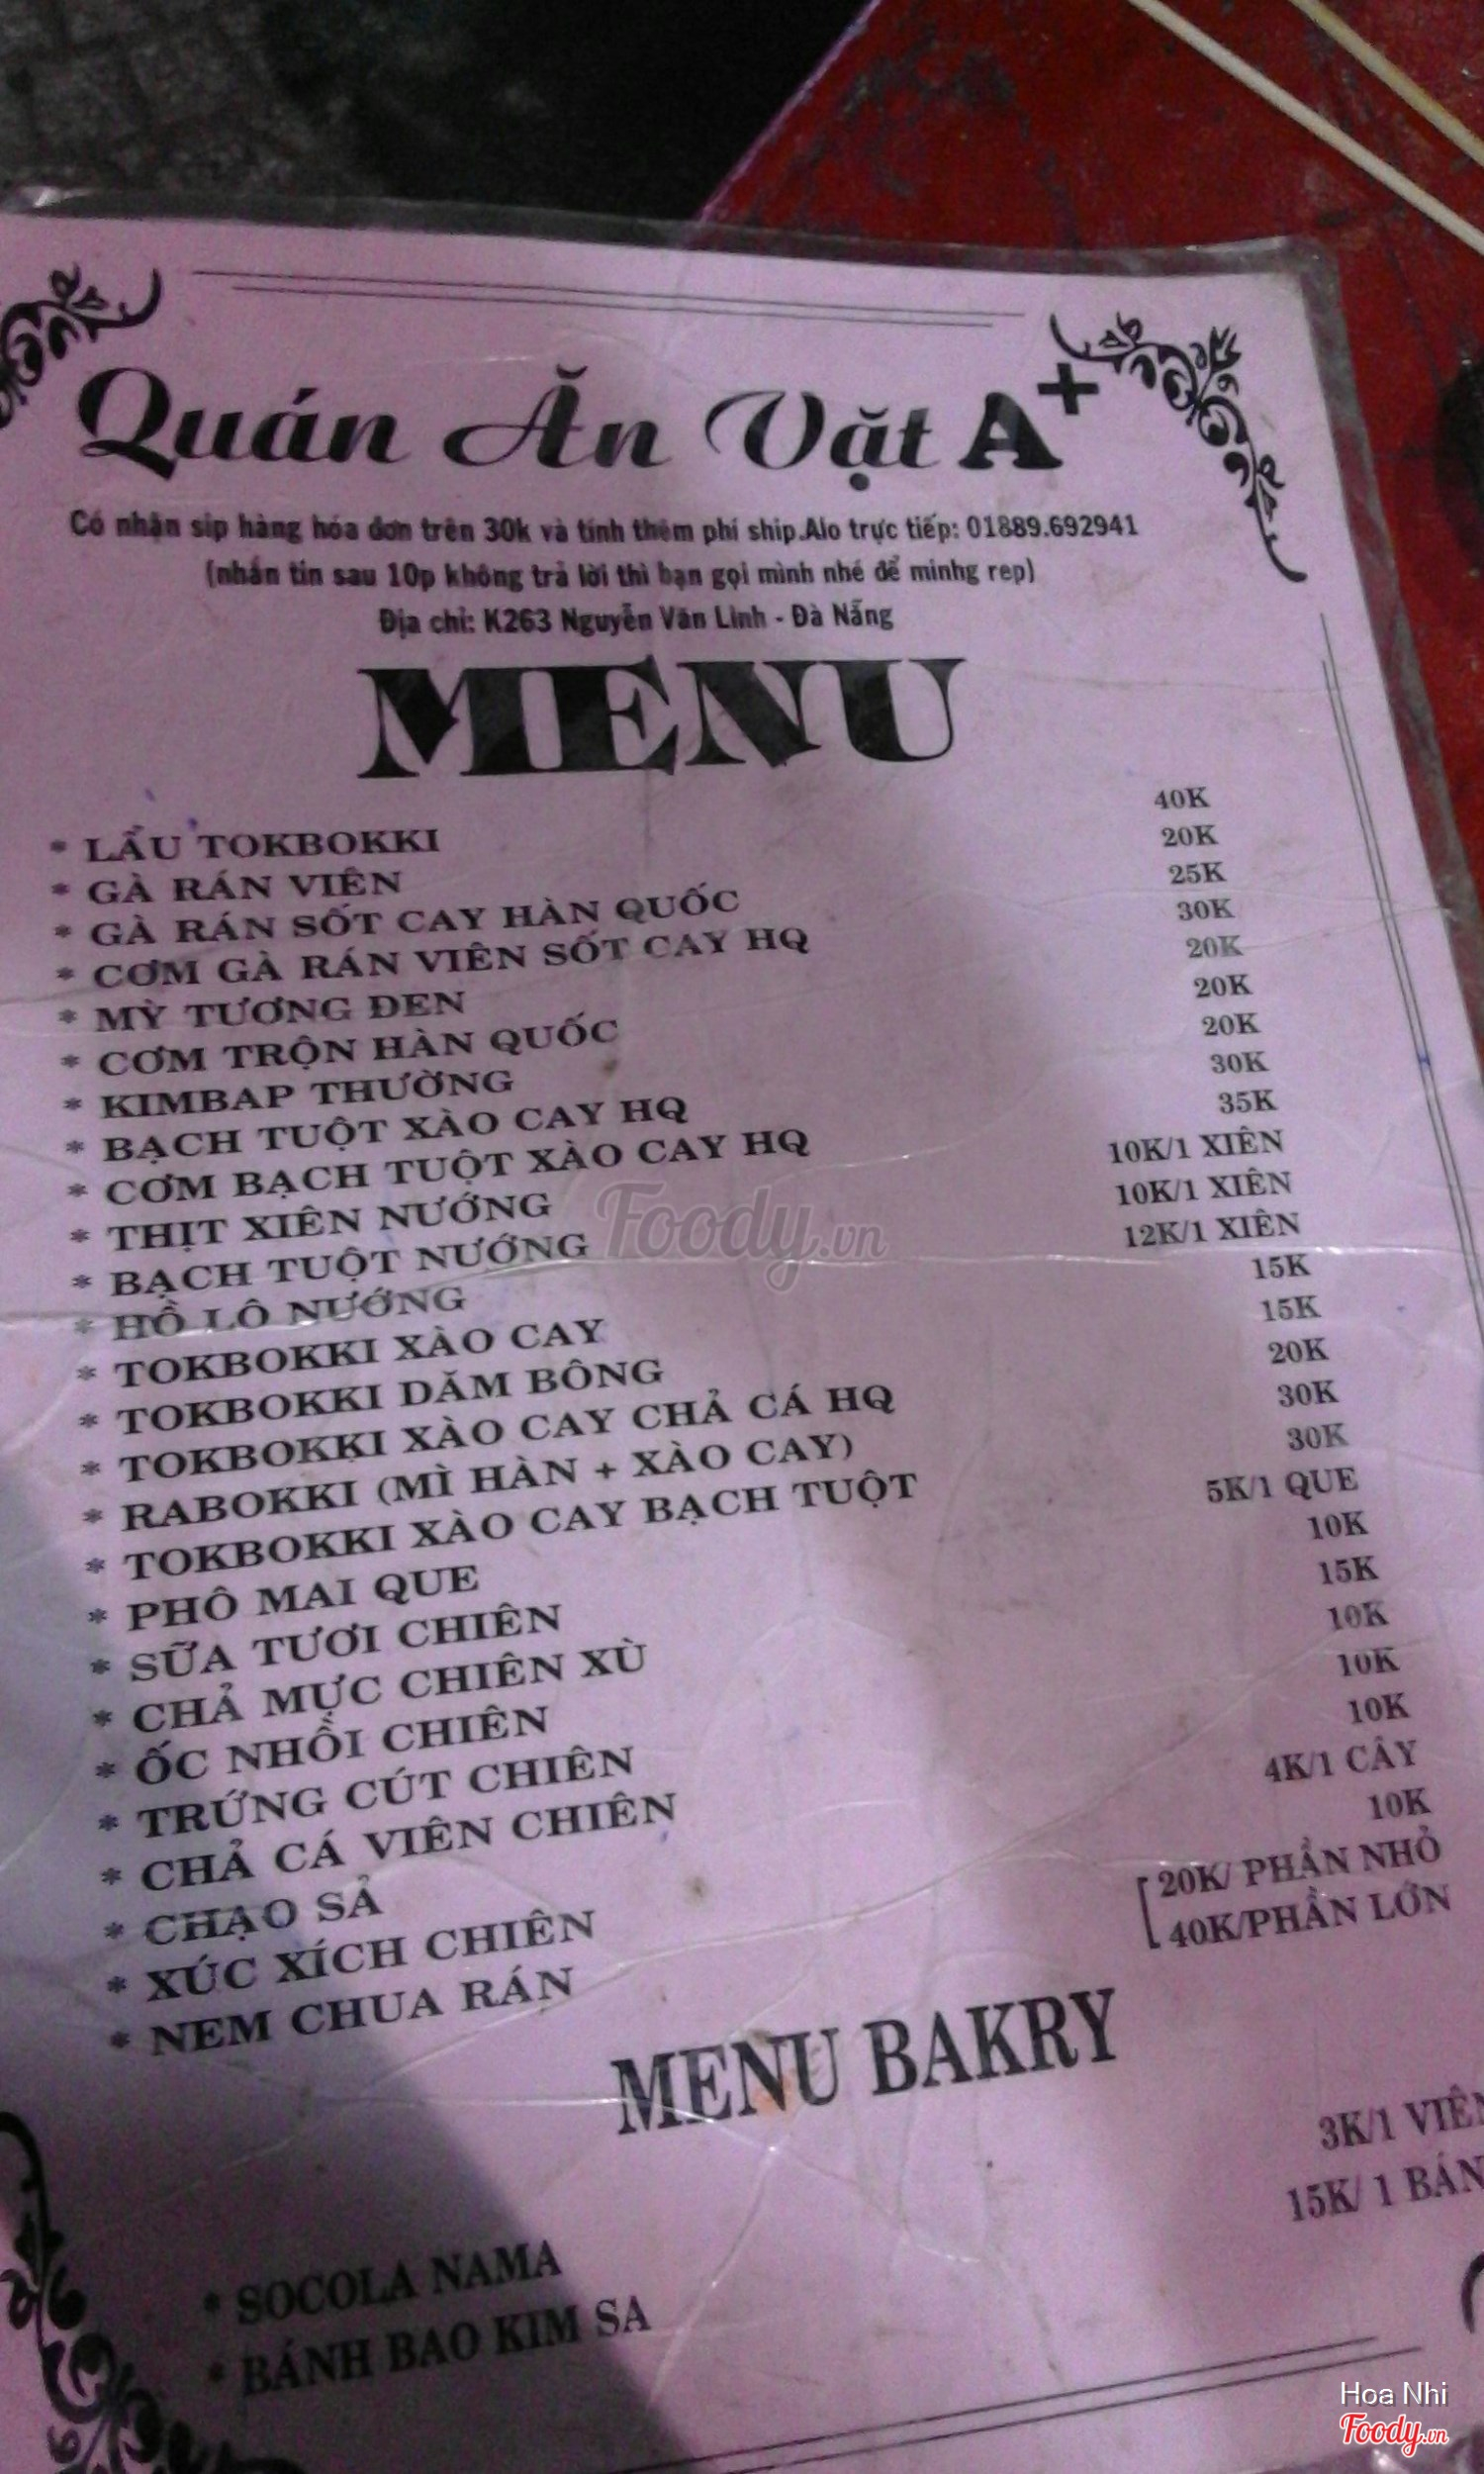 Quán Ăn Vặt A+
Có nhận sip hàng hóa đơn trên 30k và tính thêm phí ship.Alo trực tiếp: 01889.692941
(nhắn tin sau 10p không trả lời thì bạn gọi mình nhé để minhg rep)
Địa chỉ: K263 Nguyễn Văn Linh - Đà Nẵng
MENU
* LẨU TOKBOKKI 40K
* GÀ RÁN VIÊN 20K
* GÀ RÁN SỐT CAY HÀN QUỐC 25K
* CƠM GÀ RÁN VIÊN SỐT CAY HQ 30K
* MỲ TƯƠNG ĐEN 20K
* CƠM TRỘN HÀN QUỐC 20K
* KIMBAP THƯỜNG 20K
* BẠCH TUỘT XÀO CAY HQ 30K
* CƠM BẠCH TUỘT XÀO CAY HQ 35K
* THỊT XIÊN NƯỚNG 10K/1 XIÊN
* BẠCH TUỘT NƯỚNG 10K/1 XIÊN
* HỒ LÔ NƯỚNG 12K/1 XIÊN
* TOKBOKKI XÀO CAY 15K
* TOKBOKKI DĂM BÔNG 15K
* TOKBOKKI XÀO CAY CHẢ CÁ HQ 20K
* RABOKKI (MÌ HÀN + XÀO CAY) 30K
* TOKBOKKI XÀO CAY BẠCH TUỘT 30K
* PHÔ MAI QUE 5K/1 QUE
* SỮA TƯƠI CHIÊN 10K
* CHẢ MỰC CHIÊN XÙ 15K
* ỐC NHỒI CHIÊN 10K
* TRỨNG CÚT CHIÊN 10K
* CHẢ CÁ VIÊN CHIÊN 10K
* CHẠO SẢ 4K/1 CÂY
* XÚC XÍCH CHIÊN 10K
* NEM CHUA RÁN 20K/ PHẦN NHỎ
40K/PHẦN LỚN
MENU BAKRY
* SOCOLA NAMA 3K/1 VIÊN
* BÁNH BAO KIM SA 15K/ 1 BÁN
Foody.vn
Hoa Nhi
Foody.vn